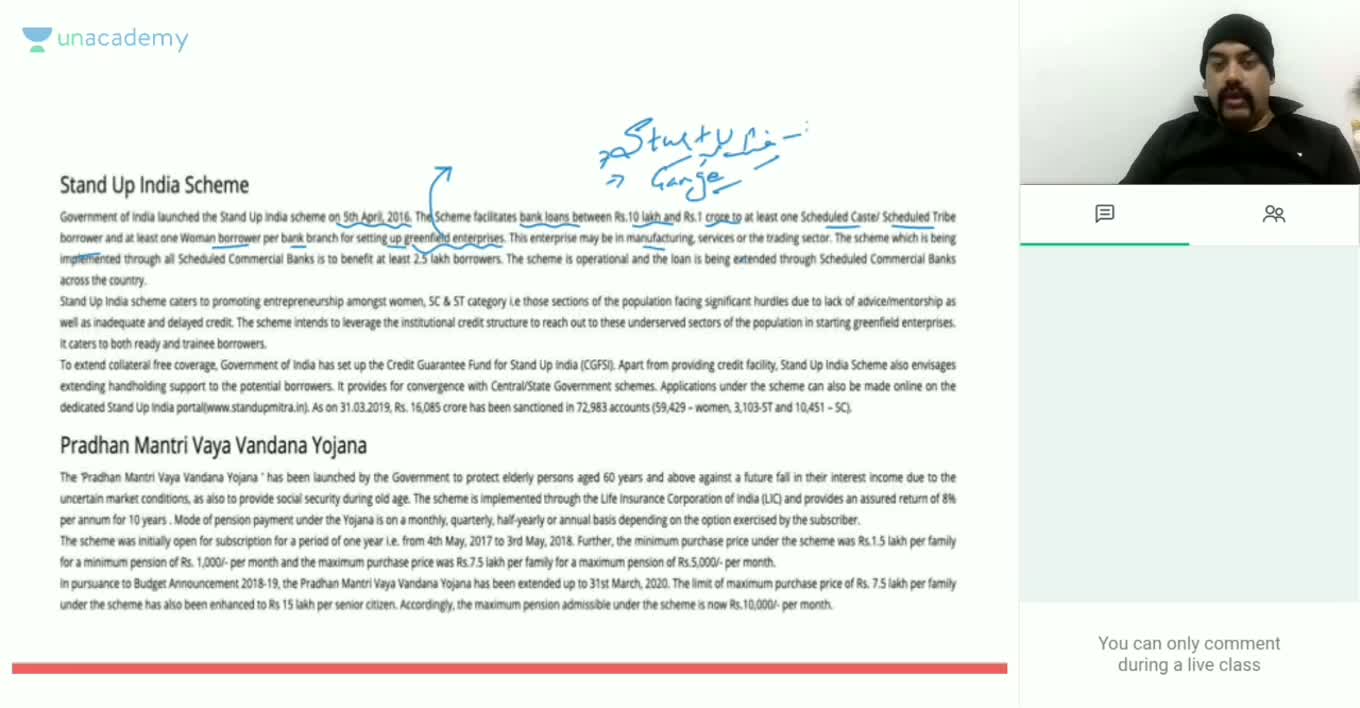 unacademy
Stand Up India Scheme
Government of India launched the Stand Up India scheme on 5th April, 2016. The Scheme facilitates bank loans between Rs.10 lakh and Rs.1 crore to at least one Scheduled Caste/ Scheduled Tribe
borrower and at least one Woman borrower per bank branch for setting up greenfield enterprises. This enterprise may be in manufacturing, services or the trading sector. The scheme which is being
implemented through all Scheduled Commercial Banks is to benefit at least 2.5 lakh borrowers. The scheme is operational and the loan is being extended through Scheduled Commercial Banks
across the country.
Stand Up India scheme caters to promoting entrepreneurship amongst women, SC & ST category i.e those sections of the population facing significant hurdles due to lack of advice/mentorship as
well as inadequate and delayed credit. The scheme intends to leverage the institutional credit structure to reach out to these underserved sectors of the population in starting greenfield enterprises.
It caters to both ready and trainee borrowers.
To extend collateral free coverage, Government of India has set up the Credit Guarantee Fund for Stand Up India (CGFSI). Apart from providing credit facility, Stand Up India Scheme also envisages
extending handholding support to the potential borrowers. It provides for convergence with Central/State Government schemes. Applications under the scheme can also be made online on the
dedicated Stand Up India portal(www.standupmitra.in). As on 31.03.2019, Rs. 16,085 crore has been sanctioned in 72,983 accounts (59,429 – women, 3,103-ST and 10,451 – SC).
Pradhan Mantri Vaya Vandana Yojana
The 'Pradhan Mantri Vaya Vandana Yojana ' has been launched by the Government to protect elderly persons aged 60 years and above against a future fall in their interest income due to the
uncertain market conditions, as also to provide social security during old age. The scheme is implemented through the Life Insurance Corporation of India (LIC) and provides an assured return of 8%
per annum for 10 years . Mode of pension payment under the Yojana is on a monthly, quarterly, half-yearly or annual basis depending on the option exercised by the subscriber.
The scheme was initially open for subscription for a period of one year i.e. from 4th May, 2017 to 3rd May, 2018. Further, the minimum purchase price under the scheme was Rs.1.5 lakh per family
for a minimum pension of Rs. 1,000/- per month and the maximum purchase price was Rs.7.5 lakh per family for a maximum pension of Rs.5,000/- per month.
In pursuance to Budget Announcement 2018-19, the Pradhan Mantri Vaya Vandana Yojana has been extended up to 31st March, 2020. The limit of maximum purchase price of Rs. 7.5 lakh per family
under the scheme has also been enhanced to Rs 15 lakh per senior citizen. Accordingly, the maximum pension admissible under the scheme is now Rs.10,000/- per month.
You can only comment
during a live class